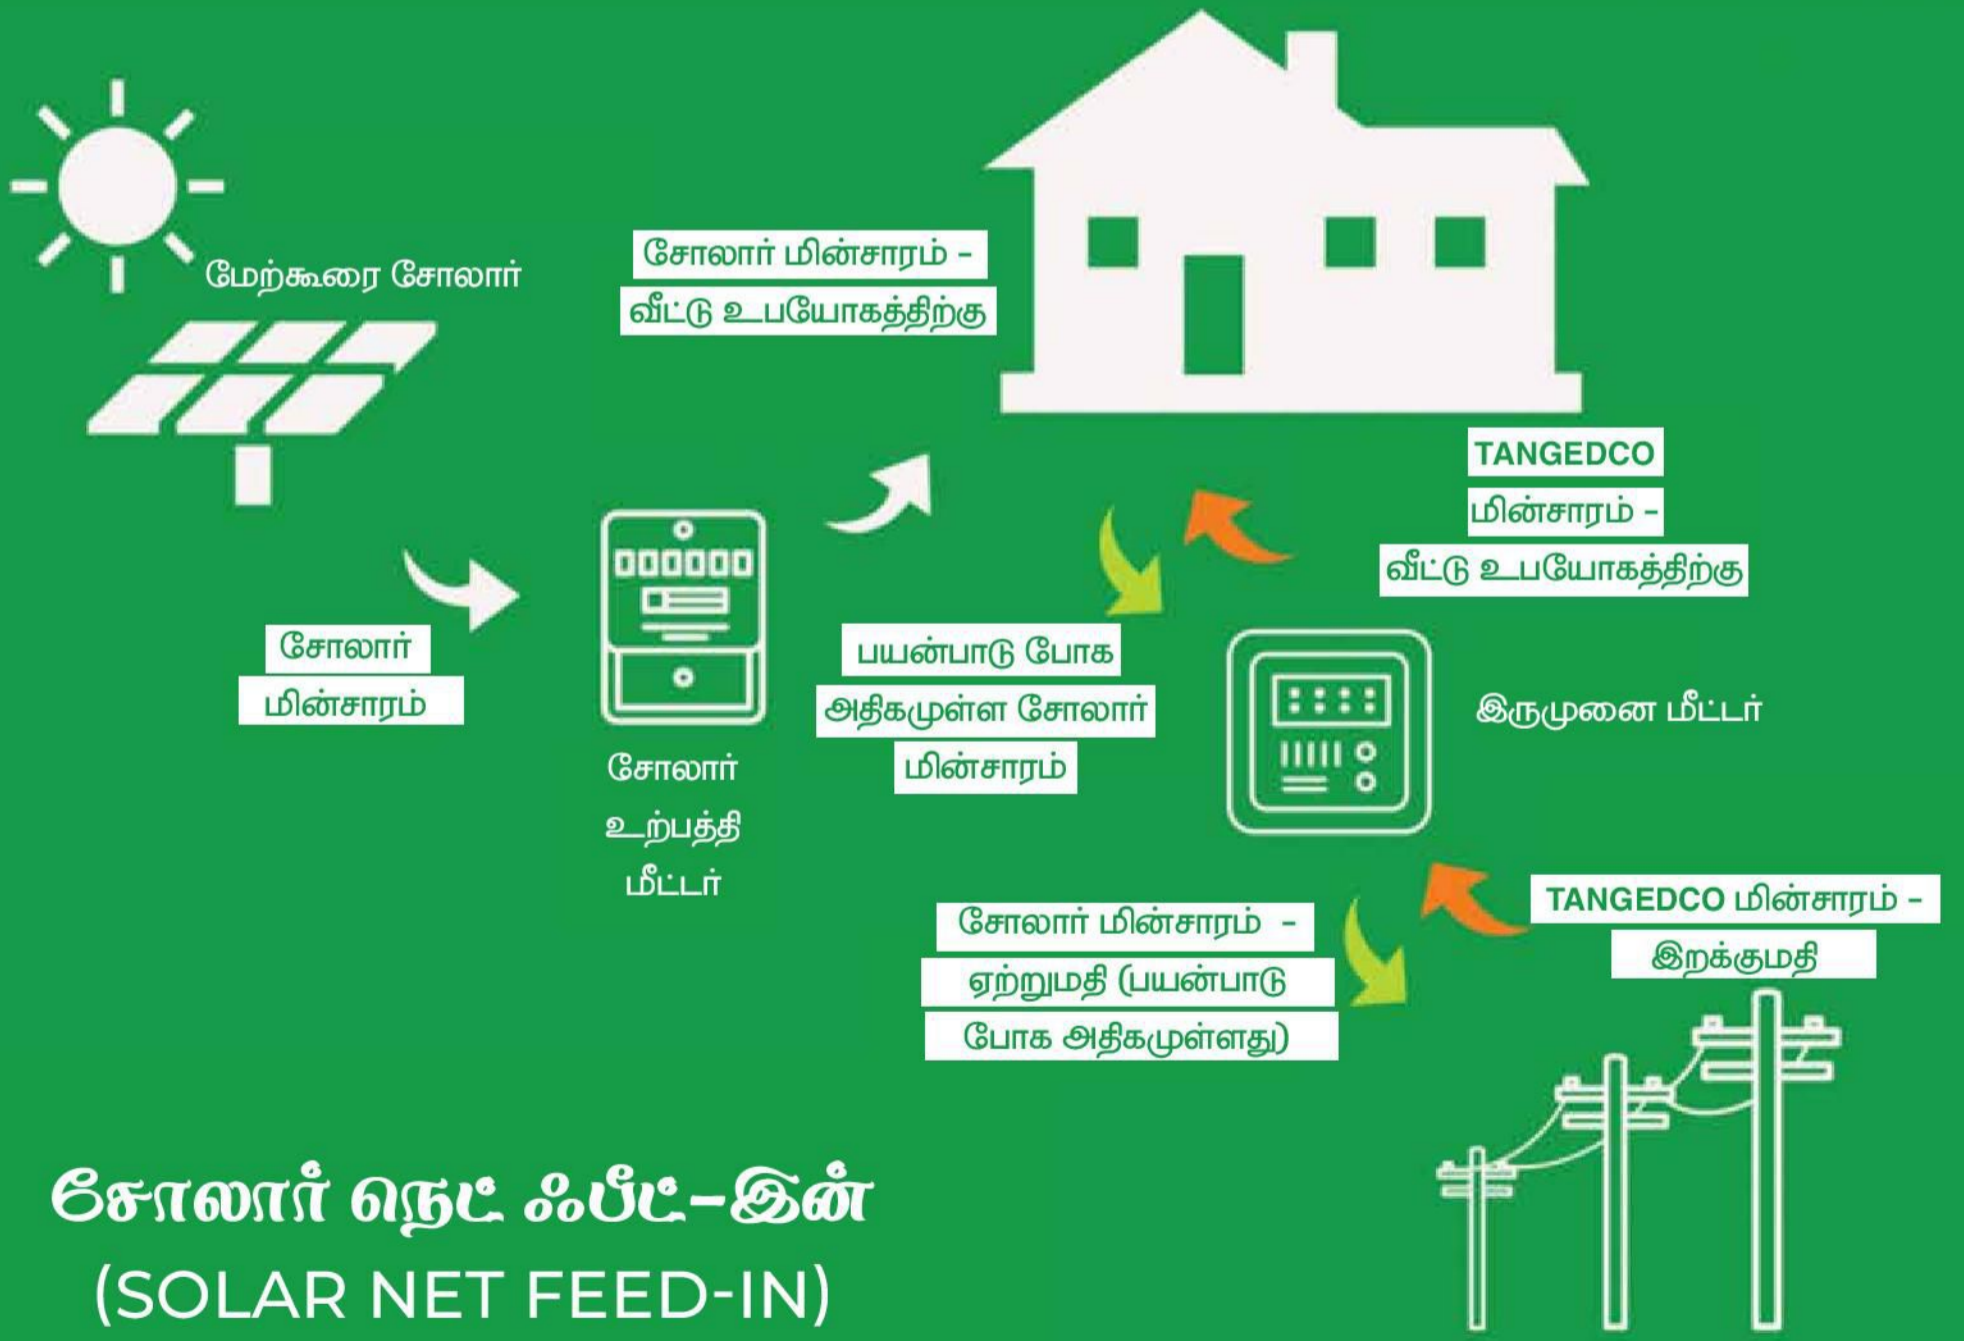 மேற்கூரை சோலார்
சோலார் மின்சாரம் -
வீட்டு உபயோகத்திற்கு
TANGEDCO
மின்சாரம் -
வீட்டு உபயோகத்திற்கு
சோலார்
மின்சாரம்
சோலார்
உற்பத்தி
மீட்டர்
பயன்பாடு போக
அதிகமுள்ள சோலார்
மின்சாரம்
இருமுனை மீட்டர்
சோலார் மின்சாரம் -
ஏற்றுமதி (பயன்பாடு
போக அதிகமுள்ளது)
TANGEDCO மின்சாரம் -
இறக்குமதி
சோலார் நெட் ஃபீட்-இன்
(SOLAR NET FEED-IN)